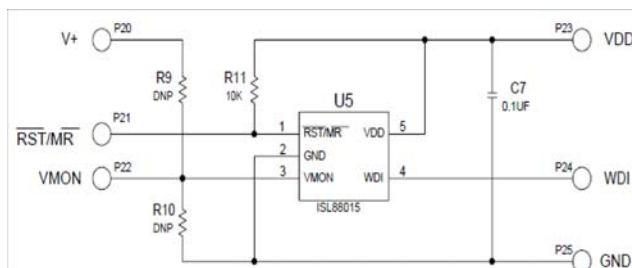 V+ P20 P23 VDD
R9 DNP R11 10K U5 C7 0.1UF
RST/MR P21 1 RST/MR VDD 5
2 GND
VMON P22 3 VMON WDI 4 P24 WDI
R10 DNP ISL88015
P25 GND